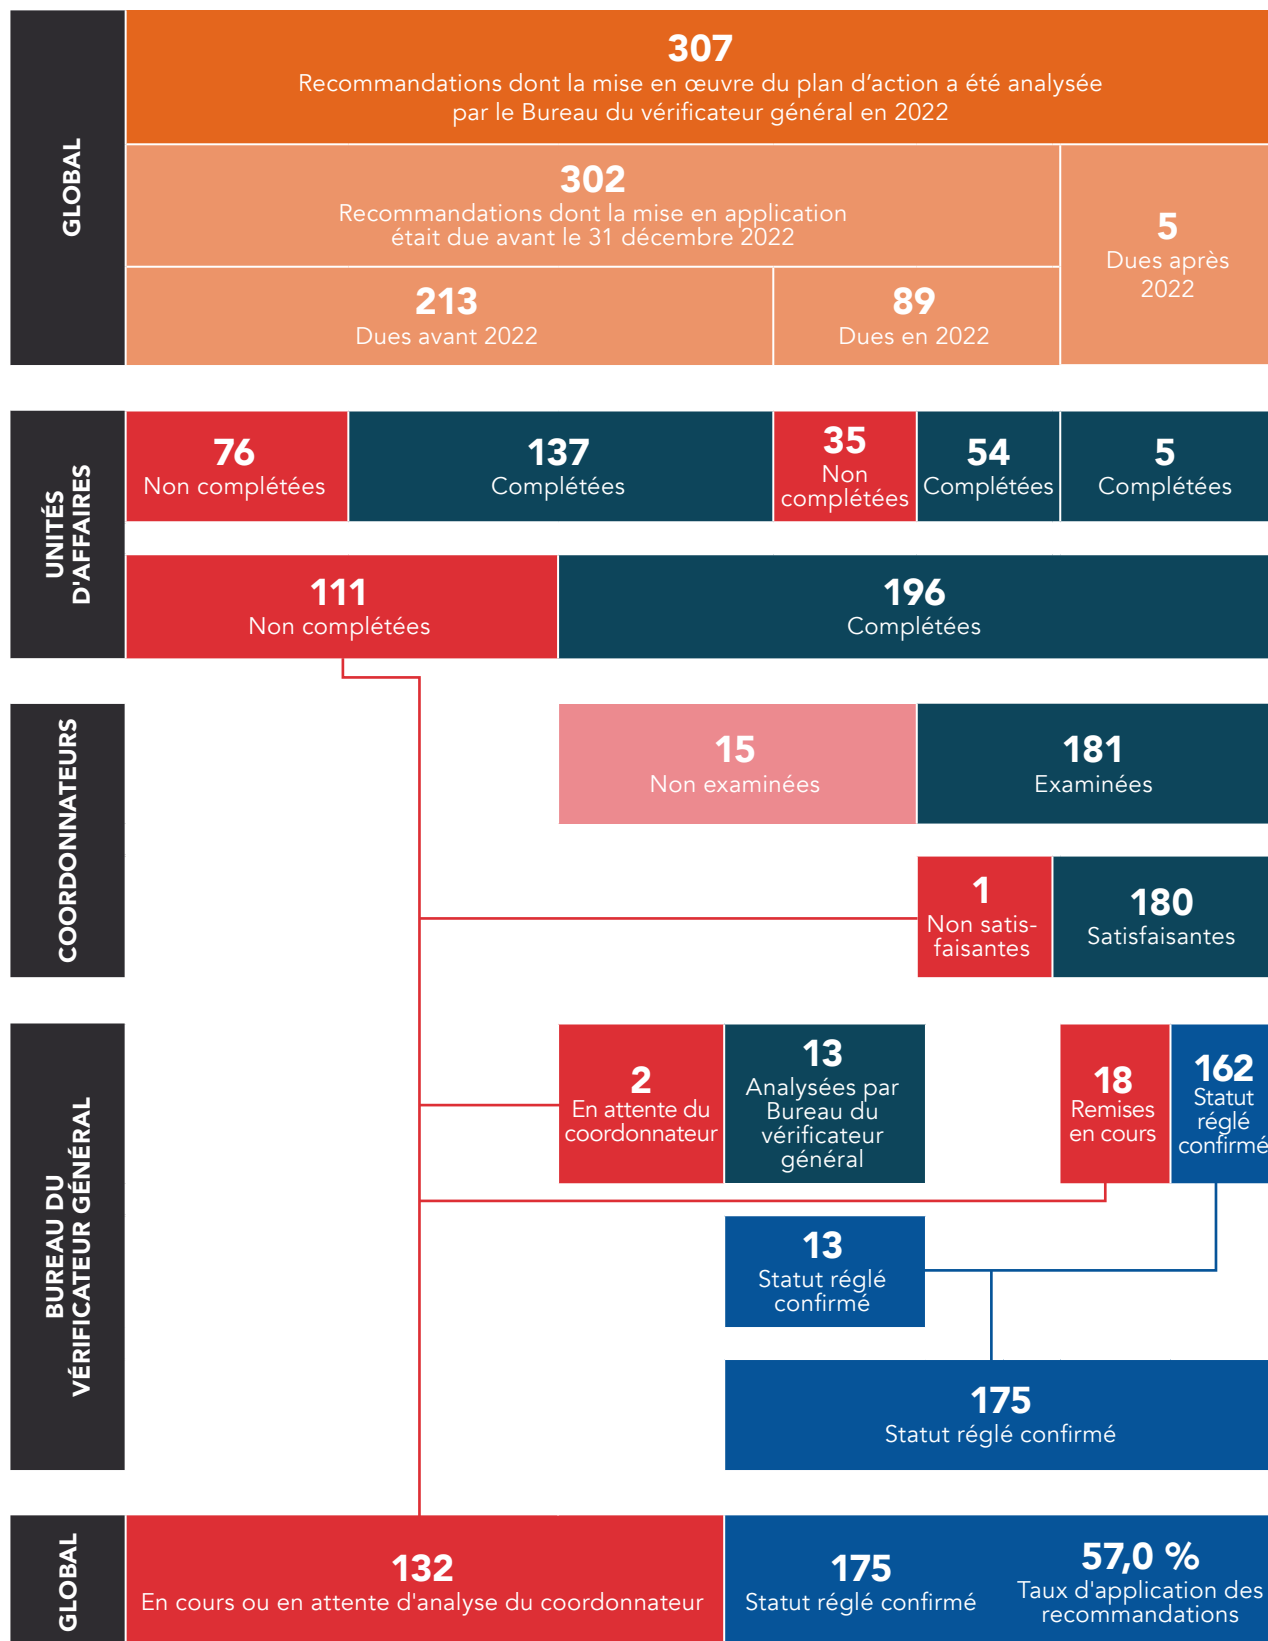 GLOBAL
307
Recommandations dont la mise en œuvre du plan d’action a été analysée
par le Bureau du vérificateur général en 2022
302
Recommandations dont la mise en application
était due avant le 31 décembre 2022
5
Dues après
2022
213
Dues avant 2022
89
Dues en 2022
UNITÉS
D'AFFAIRES
76
Non complétées
137
Complétées
35
Non
complétées
54
Complétées
5
Complétées
111
Non complétées
196
Complétées
COORDONNATEURS
15
Non examinées
181
Examinées
1
Non satis-
faisantes
180
Satisfaisantes
BUREAU DU
VÉRIFICATEUR GÉNÉRAL
2
En attente du
coordonnateur
13
Analysées par
Bureau du
vérificateur
général
18
Remises
en cours
162
Statut
réglé
confirmé
13
Statut réglé
confirmé
175
Statut réglé confirmé
GLOBAL
132
En cours ou en attente d'analyse du coordonnateur
175
Statut réglé confirmé
57,0 %
Taux d'application des
recommandations